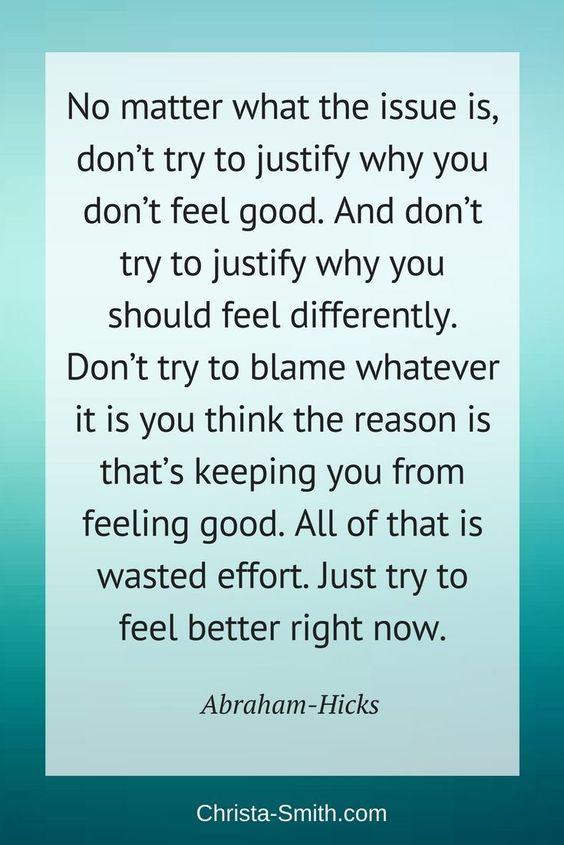 No matter what the issue is,
don’t try to justify why you
don’t feel good. And don’t
try to justify why you
should feel differently.
Don’t try to blame whatever
it is you think the reason is
that’s keeping you from
feeling good. All of that is
wasted effort. Just try to
feel better right now.
Abraham-Hicks
Christa-Smith.com